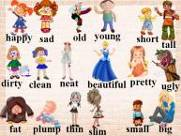 happy sad old young short tall
dirty clean neat beautiful pretty ugly
fat plump thin slim small big